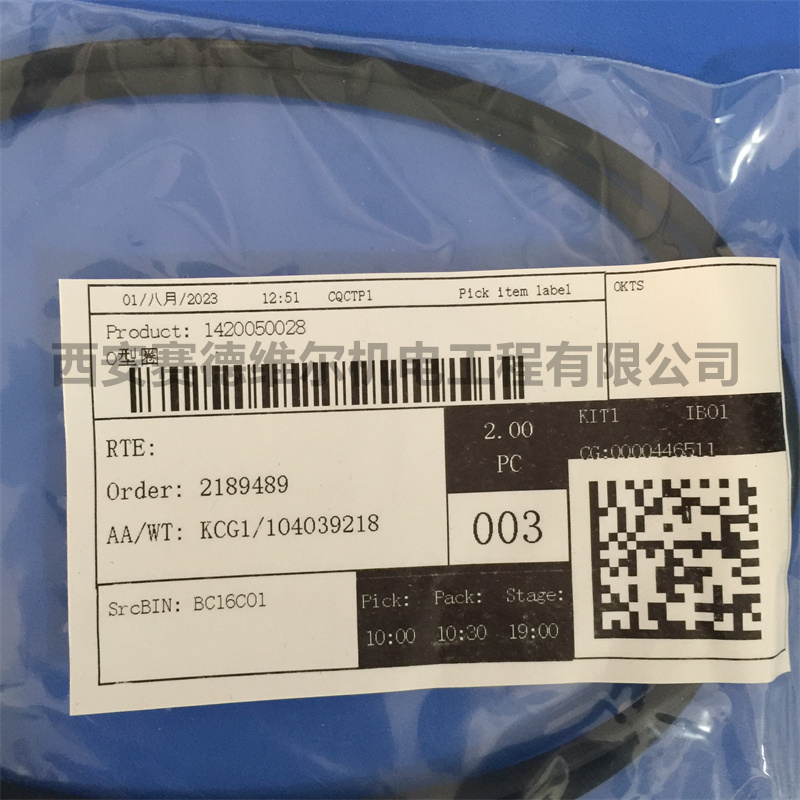 01/八月/2023 12:51 CQCTP1 Pick item label
OKTS
Product: 1420050028
O型圈
西安赛德维尔机电工程有限公司
RTE:
Order: 2189489
AA/WT: KCG1/104039218
2.00
PC
003
KIT1 IB01
CG:0000446511
SrcBIN: BC16C01
Pick: Pack: Stage:
10:00 10:30 19:00